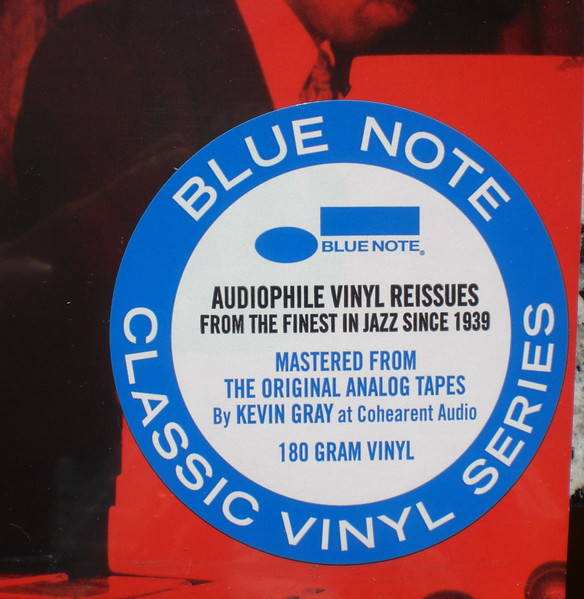 BLUE NOTE
BLUE NOTE®
AUDIOPHILE VINYL REISSUES
FROM THE FINEST IN JAZZ SINCE 1939
MASTERED FROM
THE ORIGINAL ANALOG TAPES
By KEVIN GRAY at Cohearent Audio
180 GRAM VINYL
CLASSIC VINYL SERIES